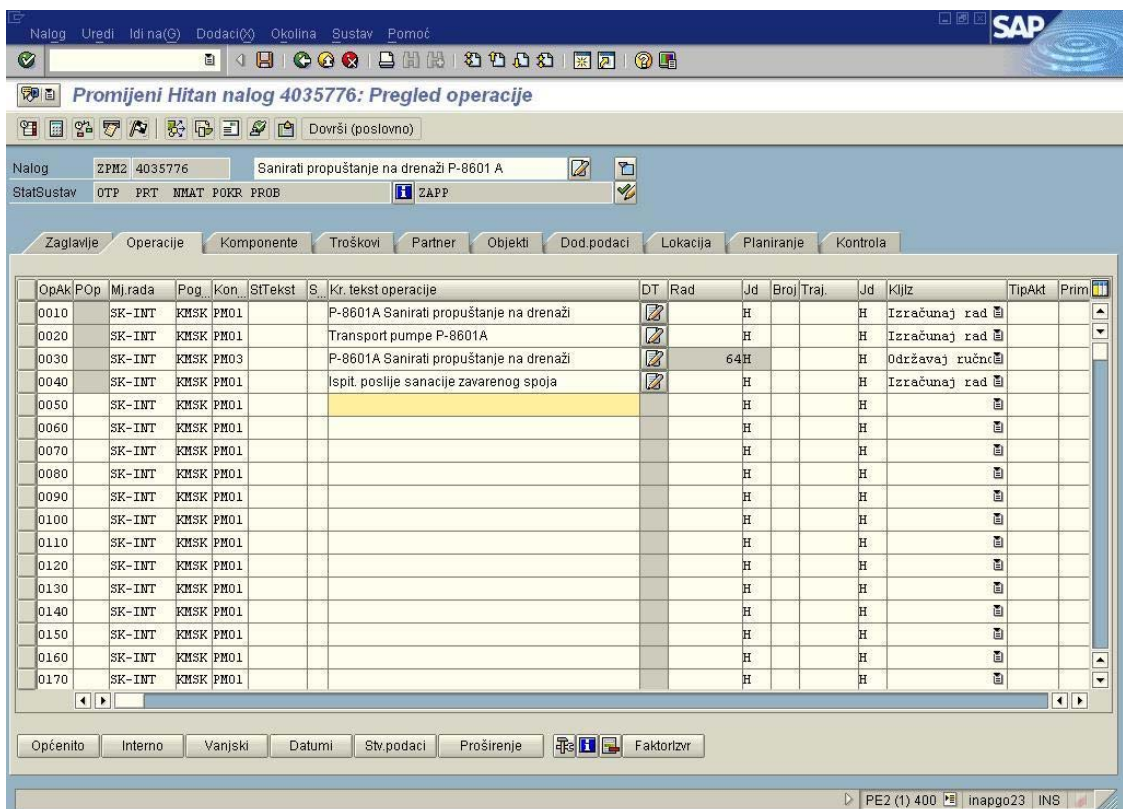 Nalog Uredi Idi na(G) Dodaci(X) Okolina Sustav Pomoć
SAP
Promijeni Hitan nalog 4035776: Pregled operacije
Dovrši (poslovno)
Nalog ZPM2 4035776 Sanirati propuštanje na drenaži P-8601 A
StatSustav OTP PRT NMAT POKR PROB ZAPP
Zaglavlje Operacije Komponente Troškovi Partner Objekti Dod.podaci Lokacija Planiranje Kontrola
OpAk POp Mj.rada Pog... Kon... StTekst S... Kr. tekst operacije DT Rad Jd Broj Traj. Jd KljIz TipAkt Prim
0010 SK-INT KMSK PM01 P-8601A Sanirati propuštanje na drenaži H H Izračunaj rad
0020 SK-INT KMSK PM01 Transport pumpe P-8601A H H Izračunaj rad
0030 SK-INT KMSK PM03 P-8601A Sanirati propuštanje na drenaži 64 H H Održavaj ručno
0040 SK-INT KMSK PM01 Ispit. poslije sanacije zavarenog spoja H H Izračunaj rad
0050 SK-INT KMSK PM01 H H
0060 SK-INT KMSK PM01 H H
0070 SK-INT KMSK PM01 H H
0080 SK-INT KMSK PM01 H H
0090 SK-INT KMSK PM01 H H
0100 SK-INT KMSK PM01 H H
0110 SK-INT KMSK PM01 H H
0120 SK-INT KMSK PM01 H H
0130 SK-INT KMSK PM01 H H
0140 SK-INT KMSK PM01 H H
0150 SK-INT KMSK PM01 H H
0160 SK-INT KMSK PM01 H H
0170 SK-INT KMSK PM01 H H
Općenito Interno Vanjski Datumi Stv.podaci Proširenje FaktorIzvr
PE2 (1) 400 inapgo23 INS